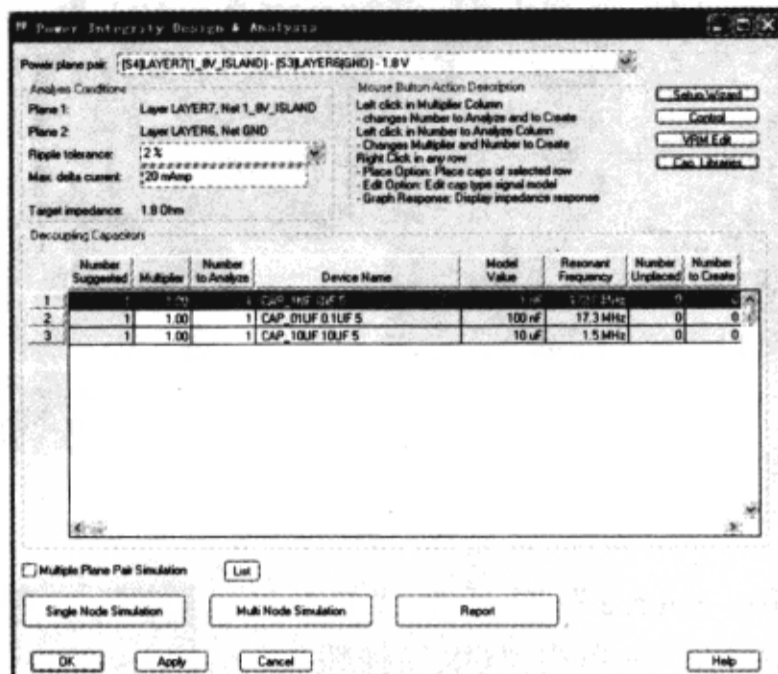 Power Integrity Design & Analysis
Power plane pair: [S4]LAYER7(1_8V_ISLAND) - [S3]LAYER6(GND) - 1.8 V
Analysis Conditions
Plane 1: Layer LAYER7, Net 1_8V_ISLAND
Plane 2: Layer LAYER6, Net GND
Ripple tolerance: 2 %
Max. delta current: 20 mAmp
Target impedance: 1.8 Ohm
Mouse Button Action Description
Left click in Multiplier Column
- changes Number to Analyze and to Create
Left click in Number to Analyze Column
- Changes Multiplier and Number to Create
Right Click in any row
- Place Option: Place caps of selected row
- Edit Option: Edit cap type signal model
- Graph Response: Display impedance response
Setup Wizard
Control
VRM Edit
Cap. Libraries
Decoupling Capacitors
Number Suggested Multiplier Number to Analyze Device Name Model Value Resonant Frequency Number Unplaced Number to Create
1 1 1.00 0 0
2 1 1.00 1 CAP_01UF 0.1UF 5 100 nF 17.3 MHz 0 0
3 1 1.00 1 CAP_10UF 10UF 5 10 uF 1.5 MHz 0 0
Multiple Plane Pair Simulation List
Single Node Simulation Multi Node Simulation Report
OK Apply Cancel Help